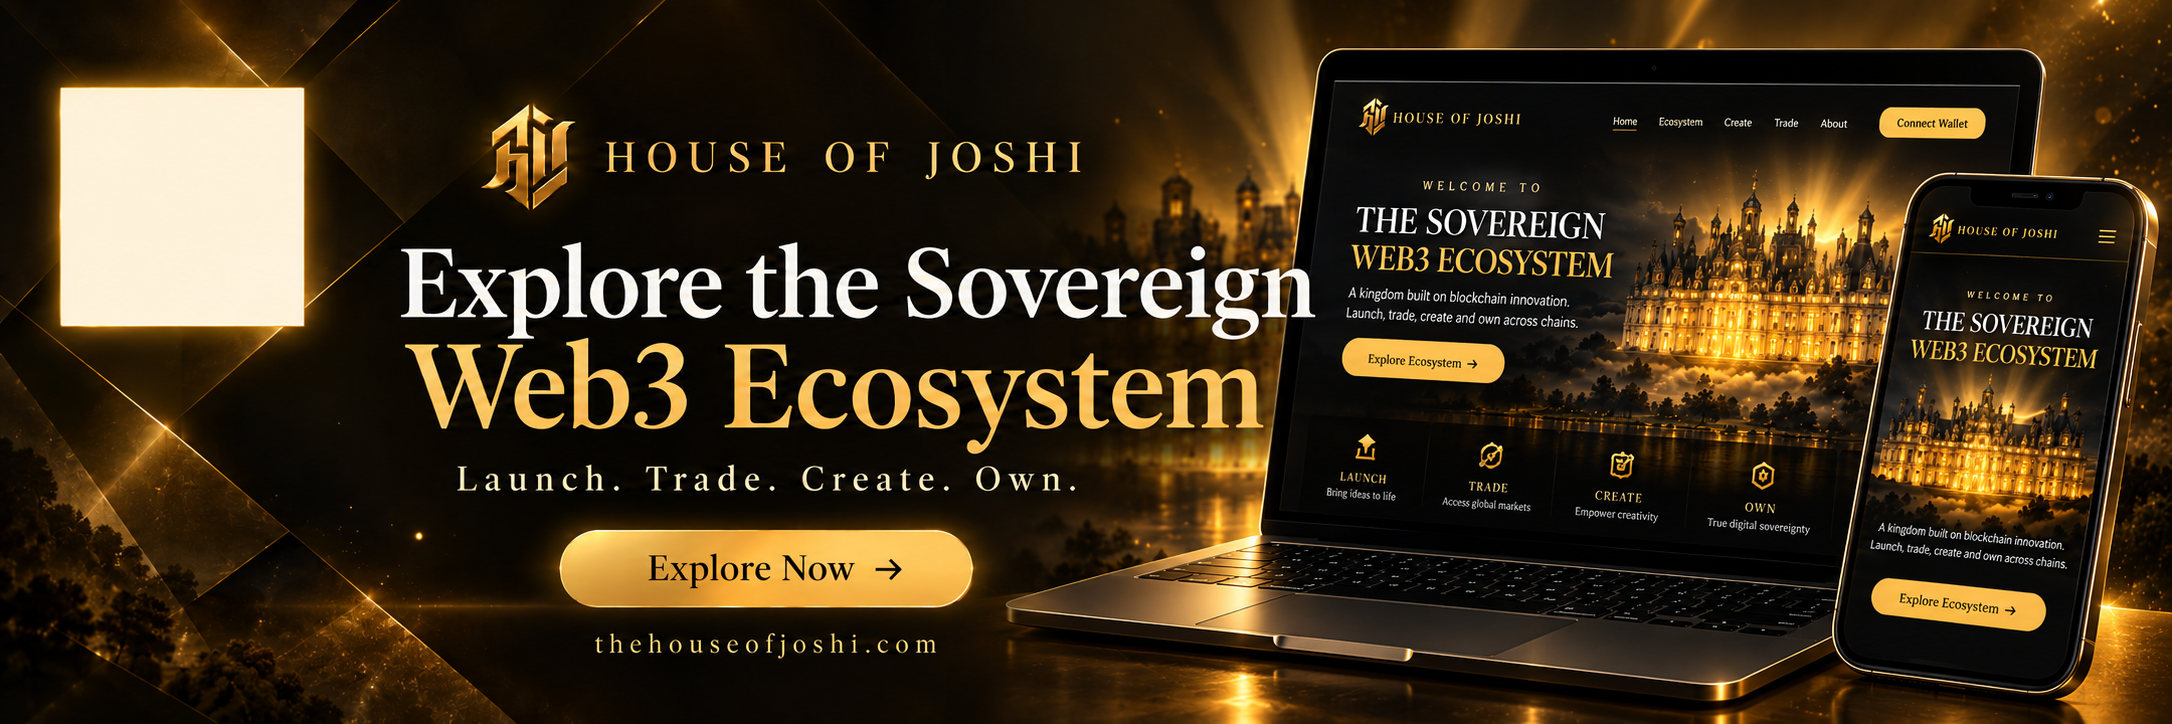 HOUSE OF JOSHI
Explore the Sovereign
Web3 Ecosystem
Launch. Trade. Create. Own.
Explore Now →
thehouseofjoshi.com
HOUSE OF JOSHI
Home Ecosystem Create Trade About Connect Wallet
WELCOME TO
THE SOVEREIGN
WEB3 ECOSYSTEM
A kingdom built on blockchain innovation.
Launch, trade, create and own across chains.
Explore Ecosystem →
LAUNCH
Bring ideas to life
TRADE
Access global markets
CREATE
Empower creativity
OWN
True digital sovereignty
HOUSE OF JOSHI
WELCOME TO
THE SOVEREIGN
WEB3 ECOSYSTEM
A kingdom built on blockchain innovation.
Launch, trade, create and own across chains.
Explore Ecosystem →